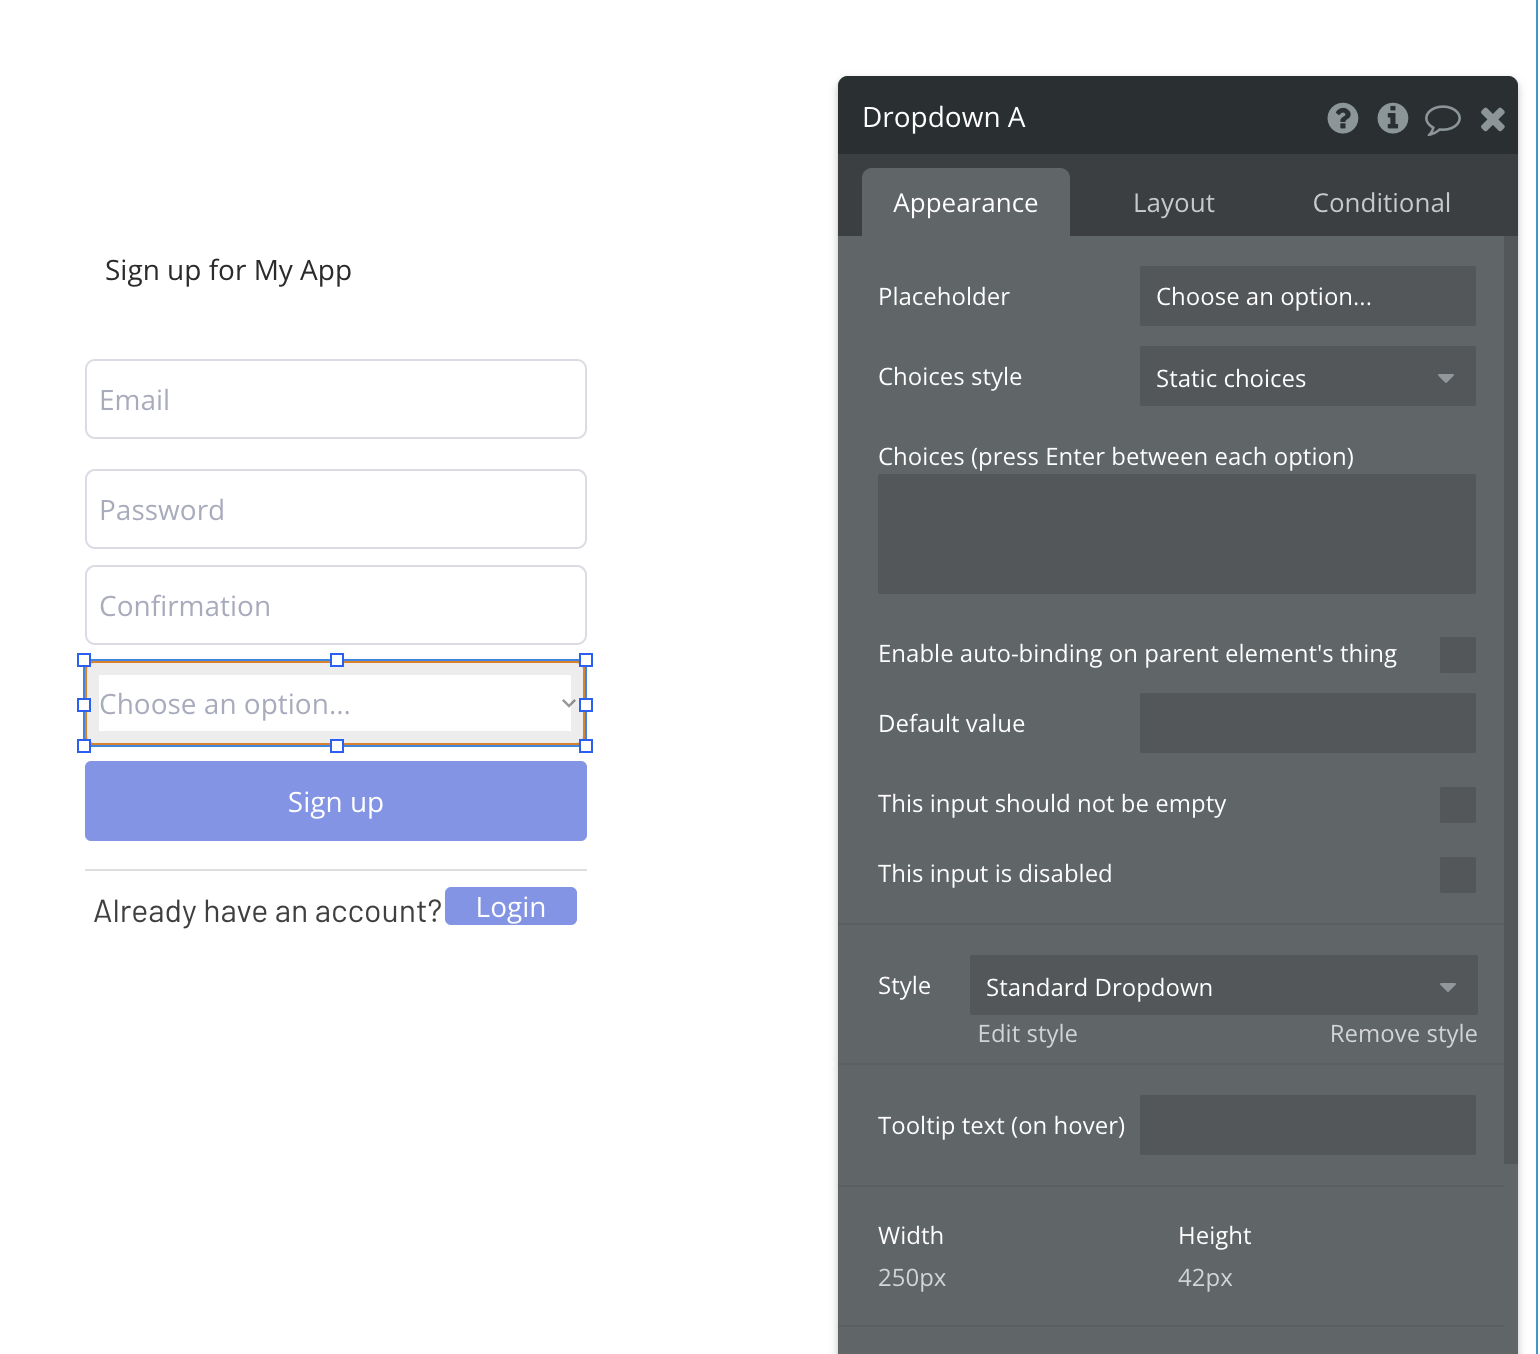 Sign up for My App
Email
Password
Confirmation
Choose an option...
Sign up
Already have an account? Login
Dropdown A
Appearance Layout Conditional
Placeholder Choose an option...
Choices style Static choices
Choices (press Enter between each option)
Enable auto-binding on parent element's thing
Default value
This input should not be empty
This input is disabled
Style Standard Dropdown
Edit style Remove style
Tooltip text (on hover)
Width Height
250px 42px